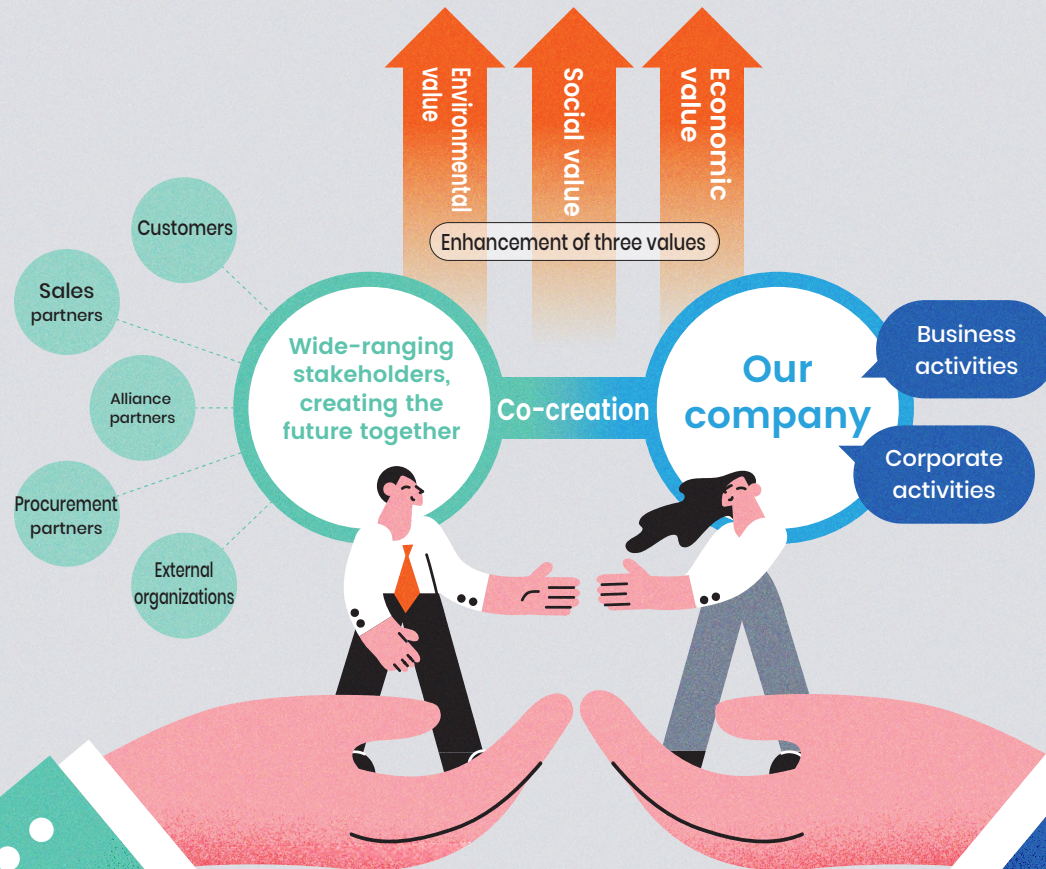 Environmental
value
Social value
Economic
value
Enhancement of three values
Customers
Sales
partners
Alliance
partners
Procurement
partners
External
organizations
Wide-ranging
stakeholders,
creating the
future together
Co-creation
Our
company
Business
activities
Corporate
activities